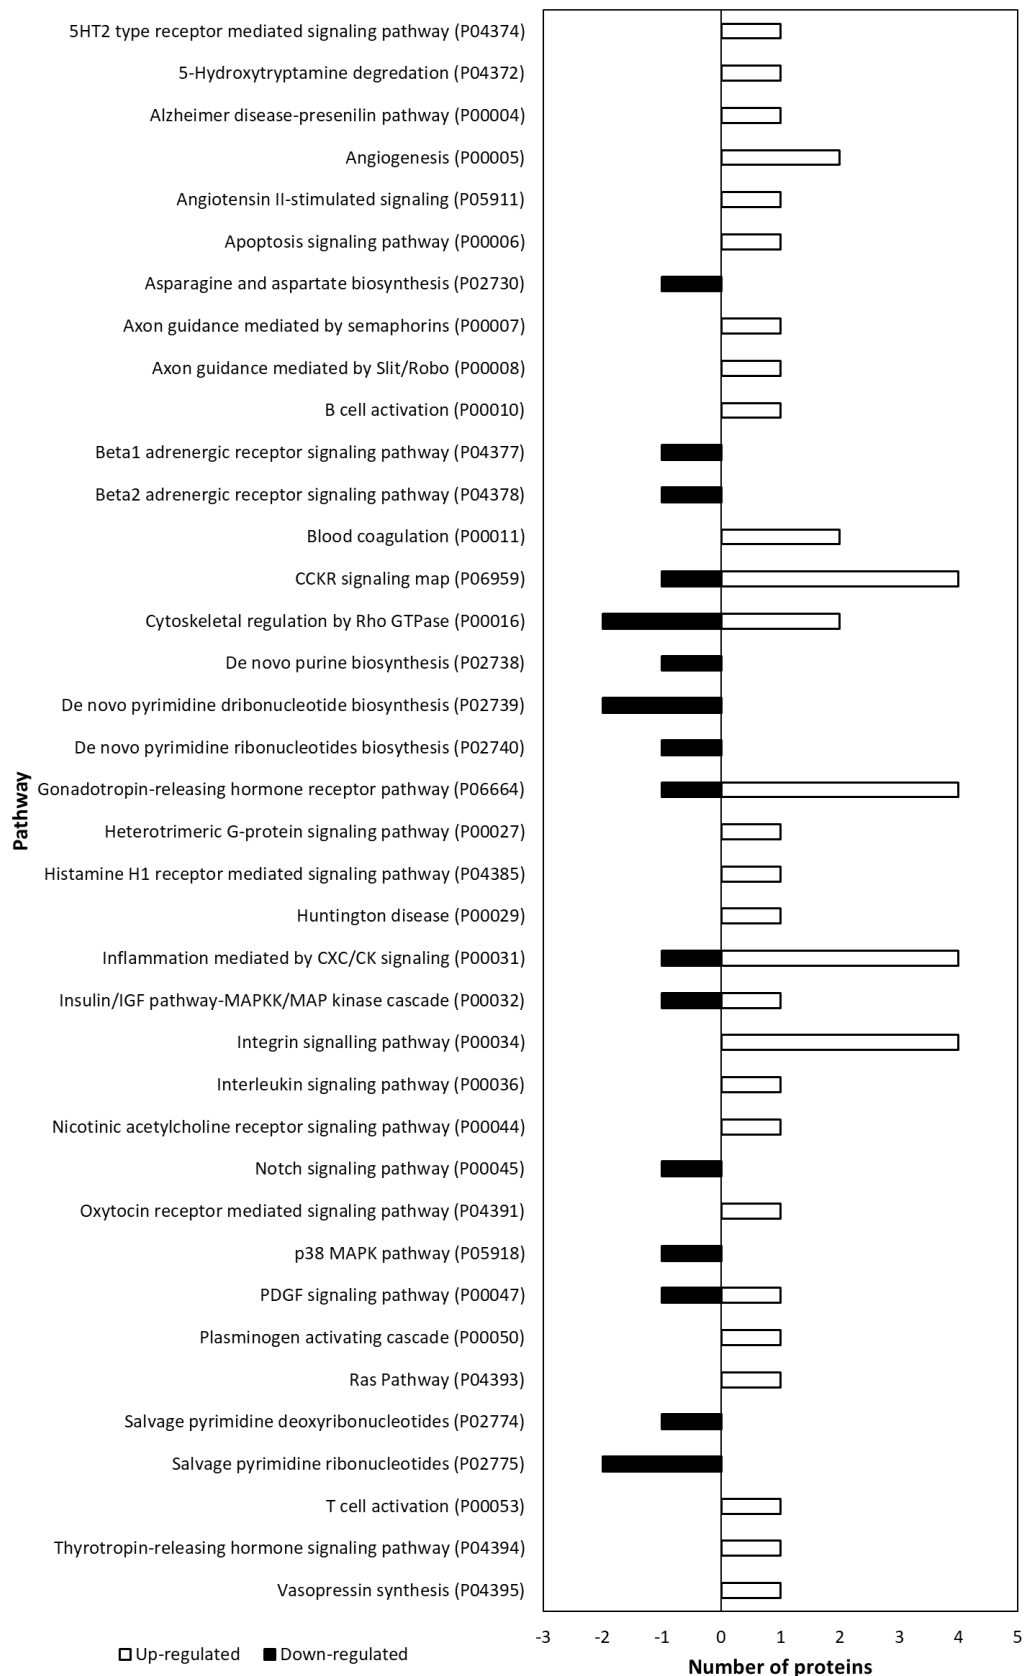 5HT2 type receptor mediated signaling pathway (P04374)
5-Hydroxytryptamine degredation (P04372)
Alzheimer disease-presenilin pathway (P00004)
Angiogenesis (P00005)
Angiotensin II-stimulated signaling (P05911)
Apoptosis signaling pathway (P00006)
Asparagine and aspartate biosynthesis (P02730)
Axon guidance mediated by semaphorins (P00007)
Axon guidance mediated by Slit/Robo (P00008)
B cell activation (P00010)
Beta1 adrenergic receptor signaling pathway (P04377)
Beta2 adrenergic receptor signaling pathway (P04378)
Blood coagulation (P00011)
CCKR signaling map (P06959)
Cytoskeletal regulation by Rho GTPase (P00016)
De novo purine biosynthesis (P02738)
De novo pyrimidine dribonucleotide biosynthesis (P02739)
De novo pyrimidine ribonucleotides biosythesis (P02740)
Gonadotropin-releasing hormone receptor pathway (P06664)
Heterotrimeric G-protein signaling pathway (P00027)
Histamine H1 receptor mediated signaling pathway (P04385)
Huntington disease (P00029)
Inflammation mediated by CXC/CK signaling (P00031)
Insulin/IGF pathway-MAPKK/MAP kinase cascade (P00032)
Integrin signalling pathway (P00034)
Interleukin signaling pathway (P00036)
Nicotinic acetylcholine receptor signaling pathway (P00044)
Notch signaling pathway (P00045)
Oxytocin receptor mediated signaling pathway (P04391)
p38 MAPK pathway (P05918)
PDGF signaling pathway (P00047)
Plasminogen activating cascade (P00050)
Ras Pathway (P04393)
Salvage pyrimidine deoxyribonucleotides (P02774)
Salvage pyrimidine ribonucleotides (P02775)
T cell activation (P00053)
Thyrotropin-releasing hormone signaling pathway (P04394)
Vasopressin synthesis (P04395)
Pathway
-3 -2 -1 0 1 2 3 4 5
Number of proteins
Up-regulated Down-regulated